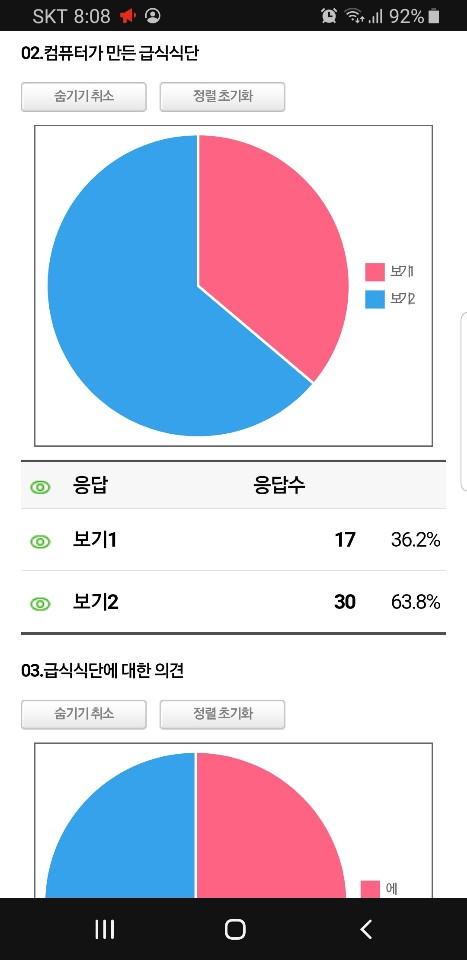 SKT 8:08 92%
02.컴퓨터가 만든 급식식단
숨기기 취소 정렬 초기화
보기1
보기2
응답 응답수
보기1 17 36.2%
보기2 30 63.8%
03.급식식단에 대한 의견
숨기기 취소 정렬 초기화
에